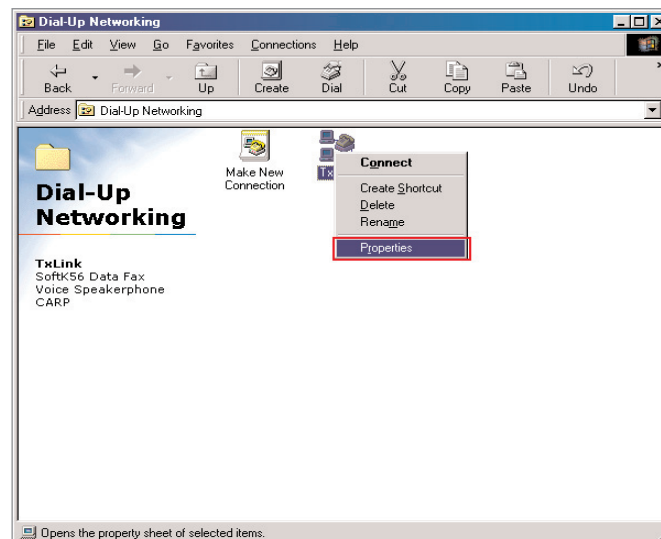 Dial-Up Networking
File Edit View Go Favorites Connections Help
Back Forward Up Create Dial Cut Copy Paste Undo
Address Dial-Up Networking
Make New
Connection
Tx
Connect
Create Shortcut
Delete
Rename
Properties
Dial-Up
Networking
TxLink
SoftK56 Data Fax
Voice Speakerphone
CARP
Opens the property sheet of selected items.